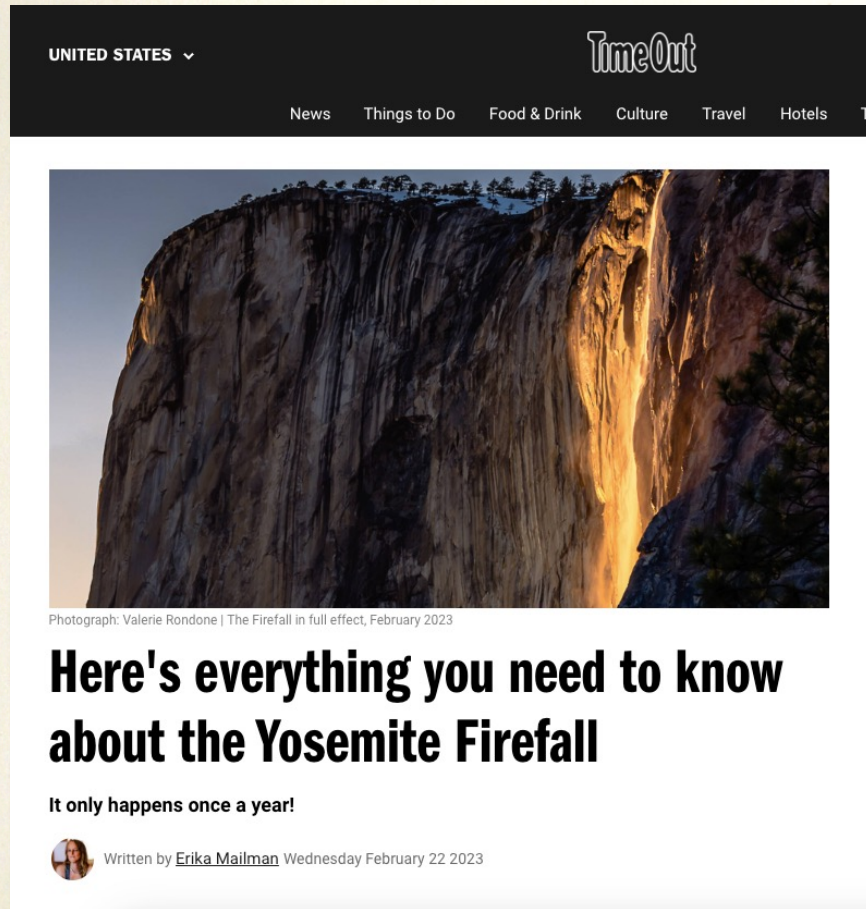 UNITED STATES
TimeOut
News Things to Do Food & Drink Culture Travel Hotels
Photograph: Valerie Rondone | The Firefall in full effect, February 2023
Here's everything you need to know
about the Yosemite Firefall
It only happens once a year!
Written by Erika Mailman Wednesday February 22 2023